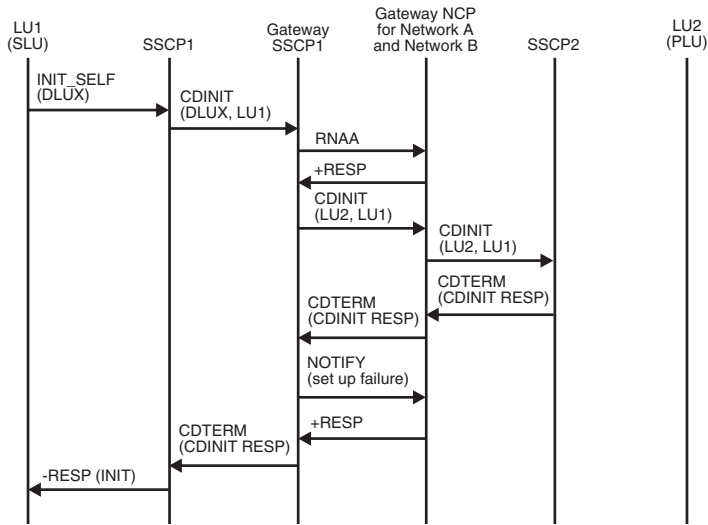 LU1
(SLU)
SSCP1
Gateway
SSCP1
Gateway NCP
for Network A
and Network B
SSCP2
LU2
(PLU)
INIT_SELF
(DLUX)
CDINIT
(DLUX, LU1)
RNAA
+RESP
CDINIT
(LU2, LU1)
CDINIT
(LU2, LU1)
CDTERM
(CDINIT RESP)
CDTERM
(CDINIT RESP)
NOTIFY
(set up failure)
+RESP
CDTERM
(CDINIT RESP)
-RESP (INIT)